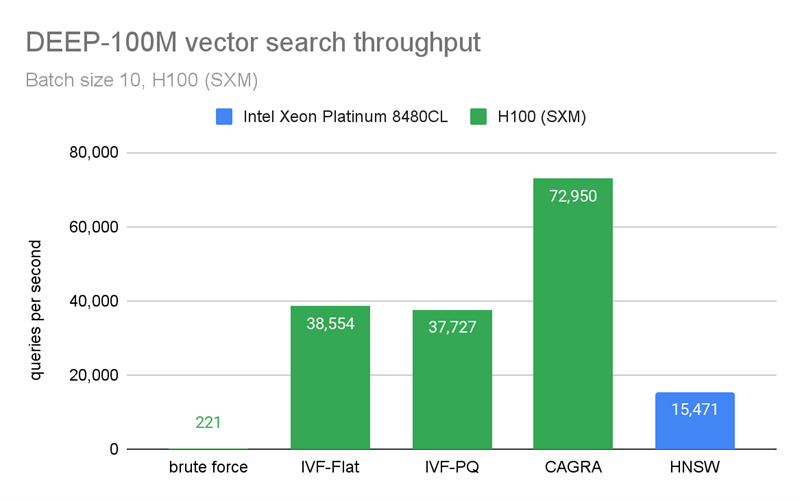 DEEP-100M vector search throughput
Batch size 10, H100 (SXM)
Intel Xeon Platinum 8480CL
H100 (SXM)
queries per second
80,000
60,000
40,000
20,000
0
221
38,554
37,727
72,950
15,471
brute force
IVF-Flat
IVF-PQ
CAGRA
HNSW